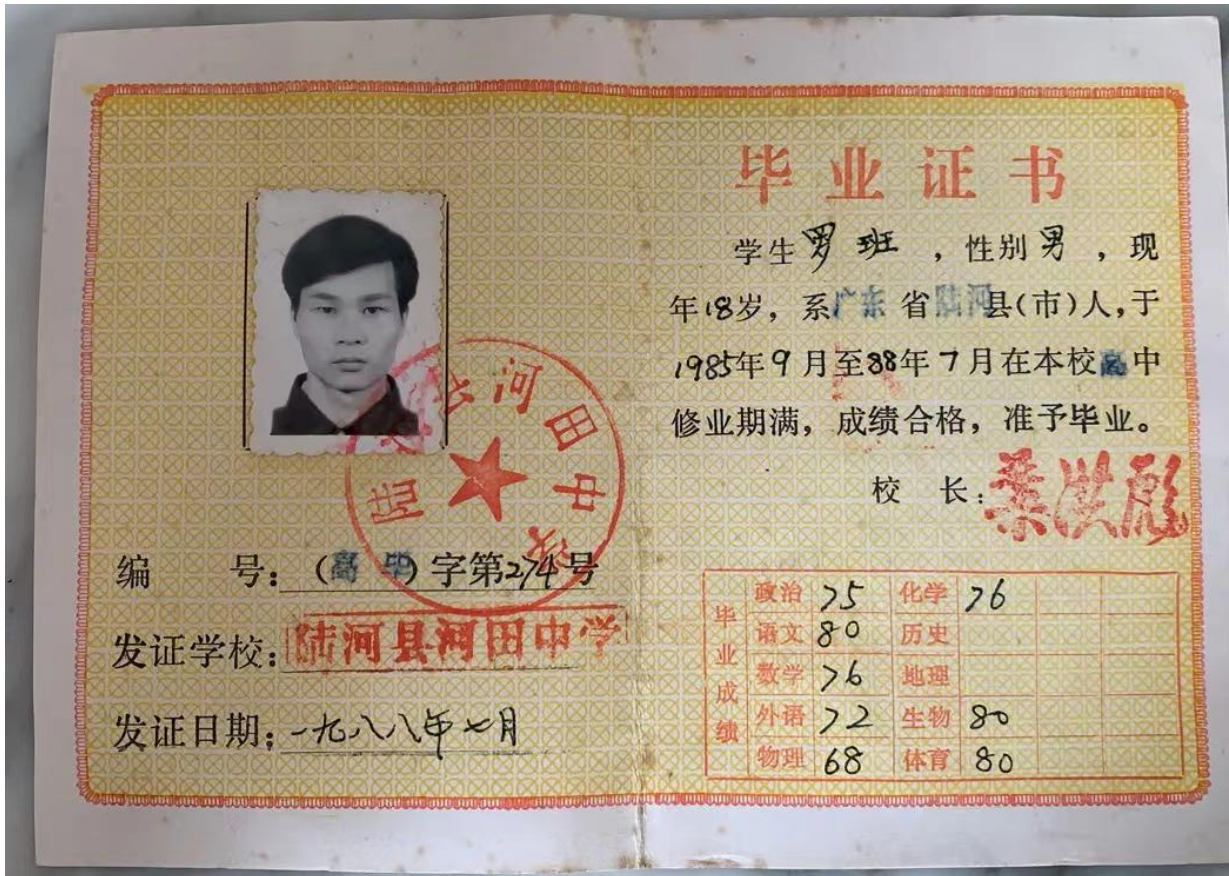 毕业证书
学生罗班，性别男，现
年18岁，系广东省陆河县(市)人，于
1985年9月至88年7月在本校高中
修业期满，成绩合格，准予毕业。
校 长：
编 号：(高毕)字第274号
发证学校：陆河县河田中学
发证日期：一九八八年七月
河田中学
毕业成绩
政治 75 化学 76
语文 80 历史
数学 76 地理
外语 72 生物 80
物理 68 体育 80